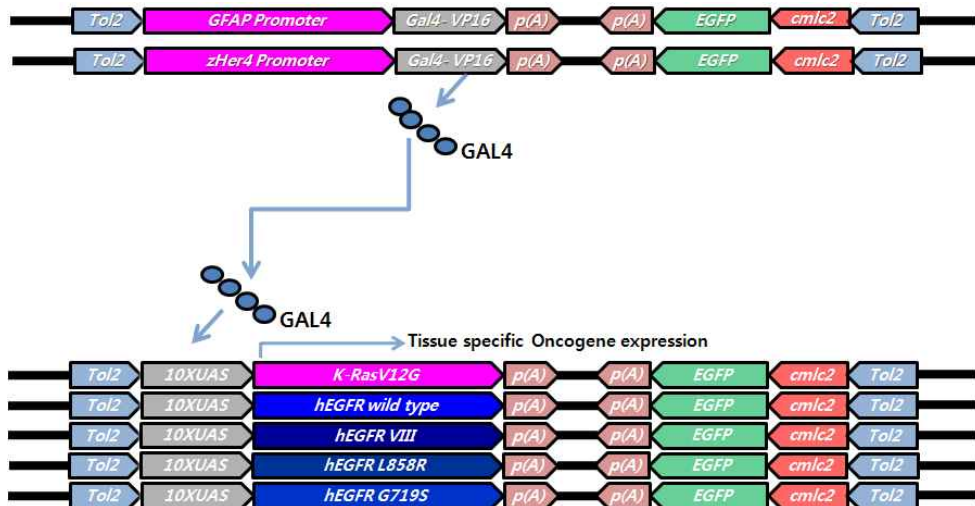 Tol2 GFAP Promoter Gal4- VP16 p(A) p(A) EGFP cmlc2 Tol2
Tol2 zHer4 Promoter Gal4- VP16 p(A) p(A) EGFP cmlc2 Tol2
GAL4
GAL4
Tissue specific Oncogene expression
Tol2 10XUAS K-RasV12G p(A) p(A) EGFP cmlc2 Tol2
Tol2 10XUAS hEGFR wild type p(A) p(A) EGFP cmlc2 Tol2
Tol2 10XUAS hEGFR VIII p(A) p(A) EGFP cmlc2 Tol2
Tol2 10XUAS hEGFR L858R p(A) p(A) EGFP cmlc2 Tol2
Tol2 10XUAS hEGFR G719S p(A) p(A) EGFP cmlc2 Tol2